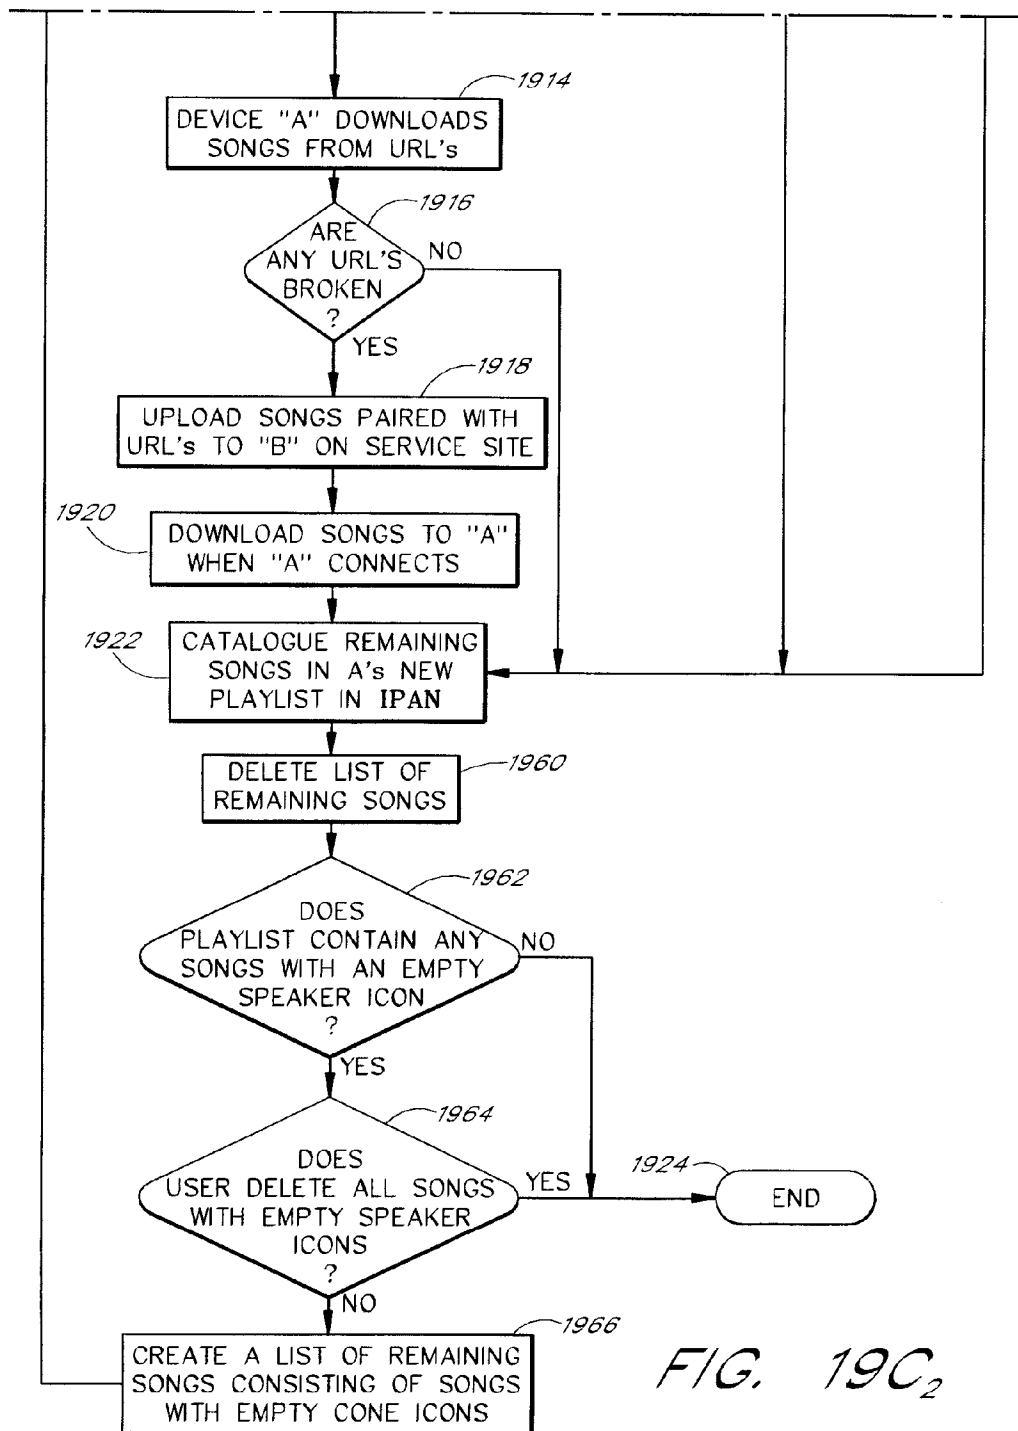 1914
DEVICE "A" DOWNLOADS
SONGS FROM URL's
1916
ARE
ANY URL'S
BROKEN
?
NO
YES
1918
UPLOAD SONGS PAIRED WITH
URL's TO "B" ON SERVICE SITE
1920
DOWNLOAD SONGS TO "A"
WHEN "A" CONNECTS
1922
CATALOGUE REMAINING
SONGS IN A's NEW
PLAYLIST IN IPAN
1960
DELETE LIST OF
REMAINING SONGS
1962
DOES
PLAYLIST CONTAIN ANY
SONGS WITH AN EMPTY
SPEAKER ICON
?
NO
YES
1964
DOES
USER DELETE ALL SONGS
WITH EMPTY SPEAKER
ICONS
?
YES
NO
1924
END
1966
CREATE A LIST OF REMAINING
SONGS CONSISTING OF SONGS
WITH EMPTY CONE ICONS
FIG. 19C₂